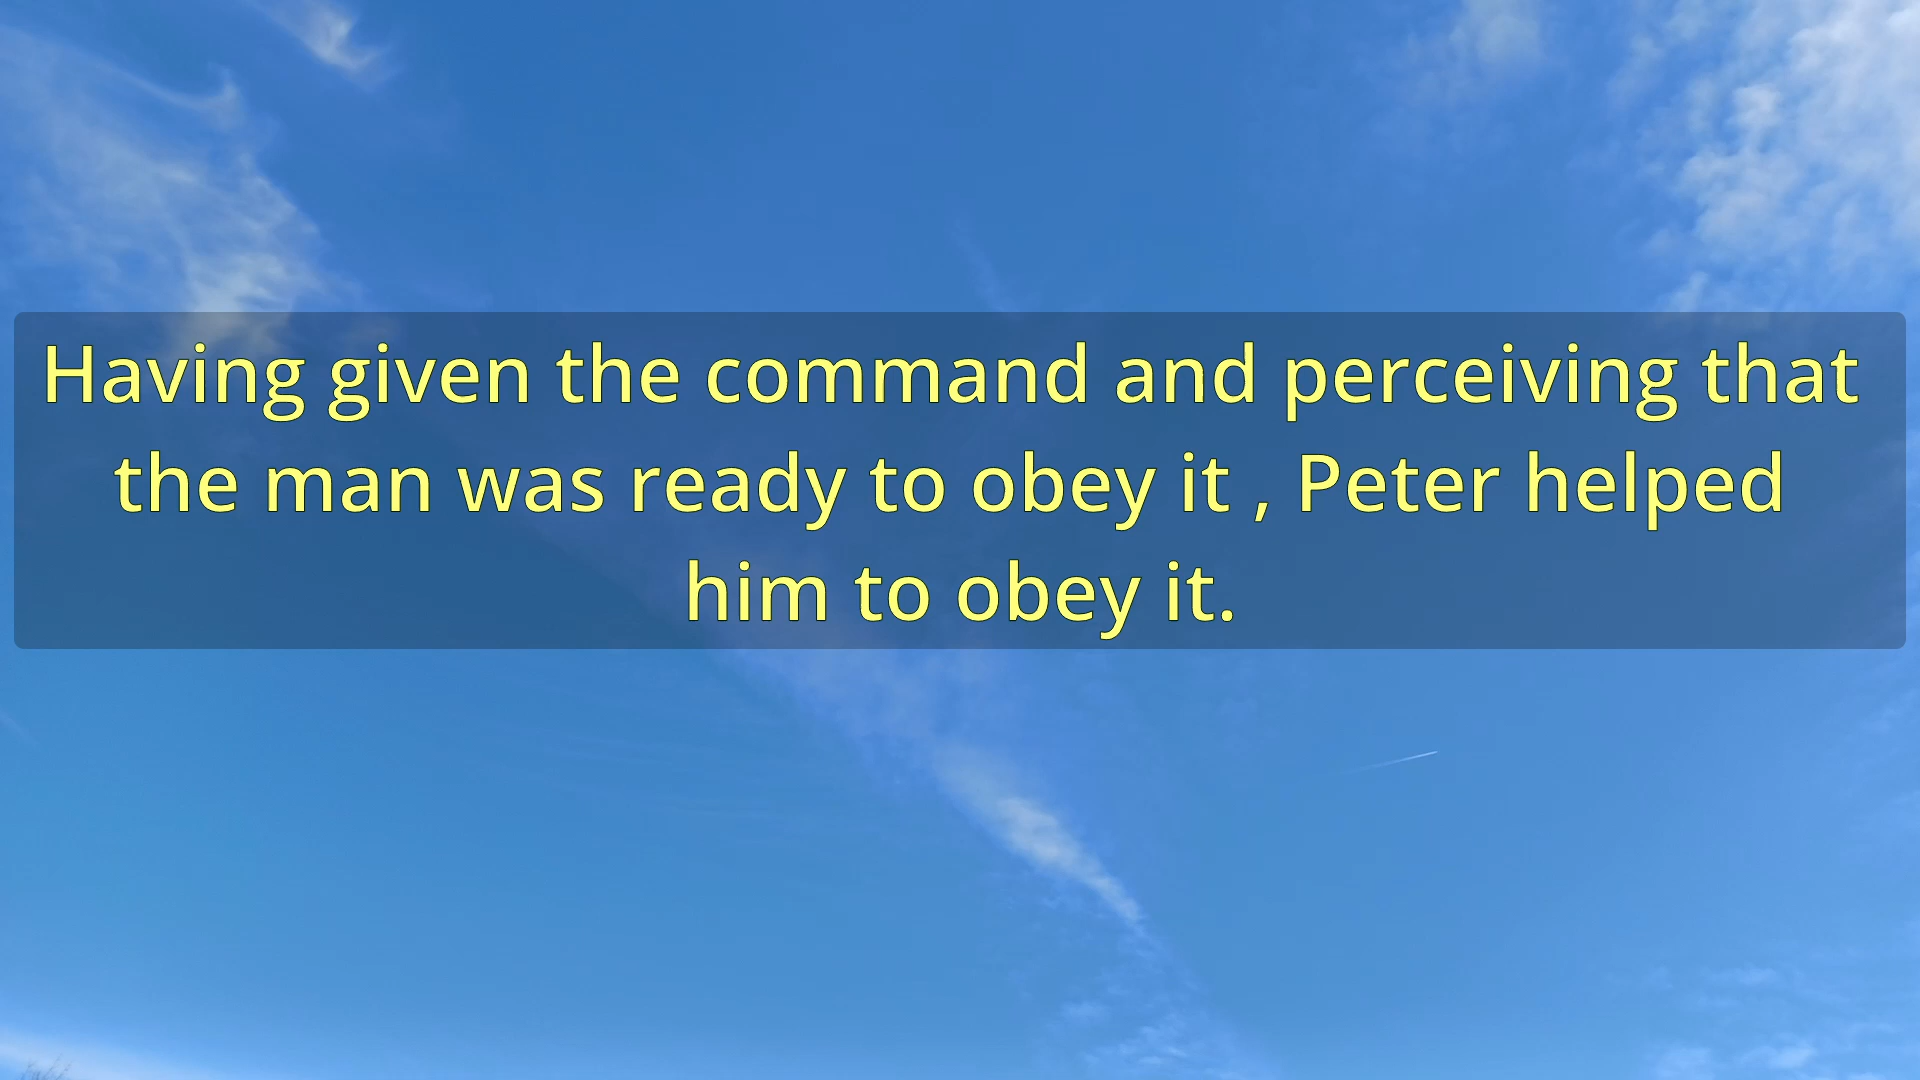 Having given the command and perceiving that
the man was ready to obey it , Peter helped
him to obey it.